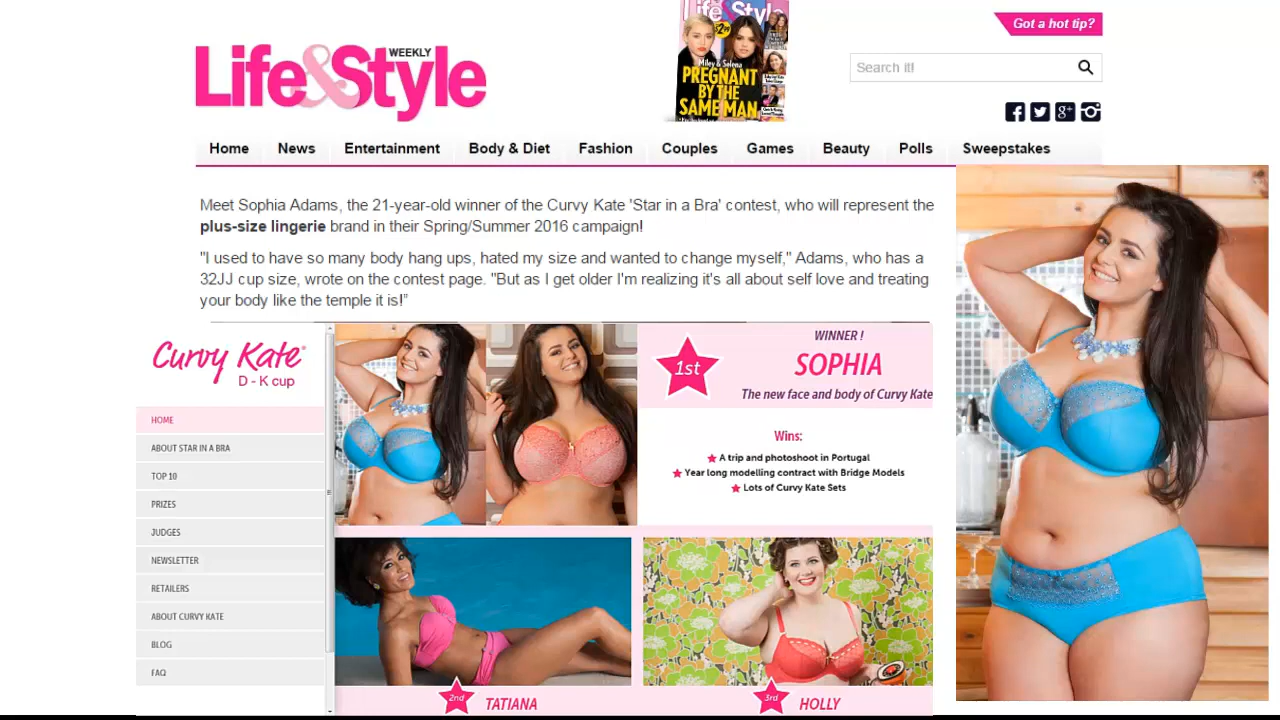 WEEKLY
Life&Style
Life&Style
$2.99
Miley & Selena
PREGNANT
BY THE
SAME MAN
Got a hot tip?
Search it!
Home News Entertainment Body & Diet Fashion Couples Games Beauty Polls Sweepstakes
Meet Sophia Adams, the 21-year-old winner of the Curvy Kate 'Star in a Bra' contest, who will represent the
plus-size lingerie brand in their Spring/Summer 2016 campaign!
"I used to have so many body hang ups, hated my size and wanted to change myself," Adams, who has a
32JJ cup size, wrote on the contest page. "But as I get older I'm realizing it's all about self love and treating
your body like the temple it is!”
Curvy Kate®
D - K cup
HOME
ABOUT STAR IN A BRA
TOP 10
PRIZES
JUDGES
NEWSLETTER
RETAILERS
ABOUT CURVY KATE
BLOG
FAQ
1st
WINNER !
SOPHIA
The new face and body of Curvy Kate
Wins:
A trip and photoshoot in Portugal
Year long modelling contract with Bridge Models
Lots of Curvy Kate Sets
2nd TATIANA
3rd HOLLY